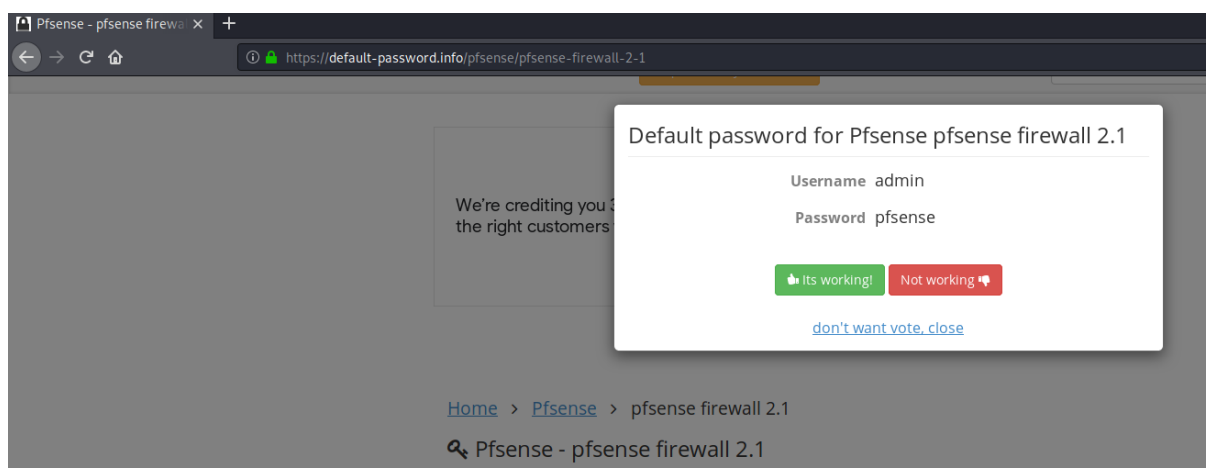 Pfsense - pfsense firewal
https://default-password.info/pfsense/pfsense-firewall-2-1
Default password for Pfsense pfsense firewall 2.1
Username admin
Password pfsense
Its working! Not working
don't want vote, close
We're crediting you
the right customers
Home > Pfsense > pfsense firewall 2.1
Pfsense - pfsense firewall 2.1